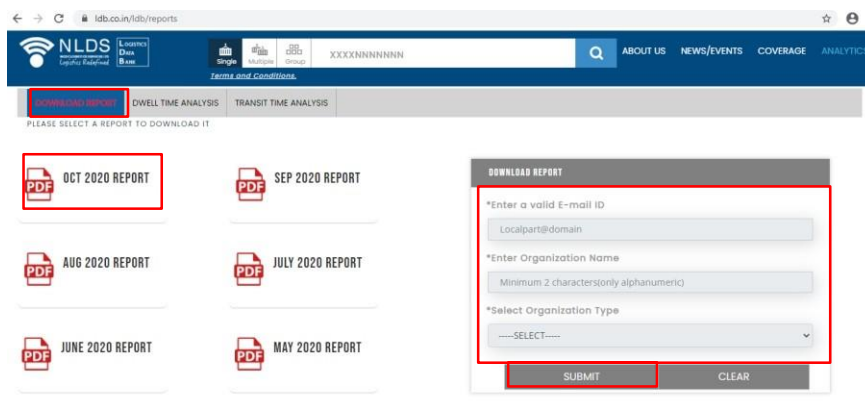 ldb.co.in/ldb/reports
NLDS
LOGISTICS
DATA
BANK
Logistics Redefined
Single
Multiple
Group
XXXXNNNNNNN
ABOUT US
NEWS/EVENTS
COVERAGE
ANALYTICS
Terms and Conditions.
DOWNLOAD REPORT
DWELL TIME ANALYSIS
TRANSIT TIME ANALYSIS
PLEASE SELECT A REPORT TO DOWNLOAD IT
PDF
OCT 2020 REPORT
PDF
SEP 2020 REPORT
PDF
AUG 2020 REPORT
PDF
JULY 2020 REPORT
PDF
JUNE 2020 REPORT
PDF
MAY 2020 REPORT
DOWNLOAD REPORT
*Enter a valid E-mail ID
Localpart@domain
*Enter Organization Name
Minimum 2 characters(only alphanumeric)
*Select Organization Type
-----SELECT-----
SUBMIT
CLEAR